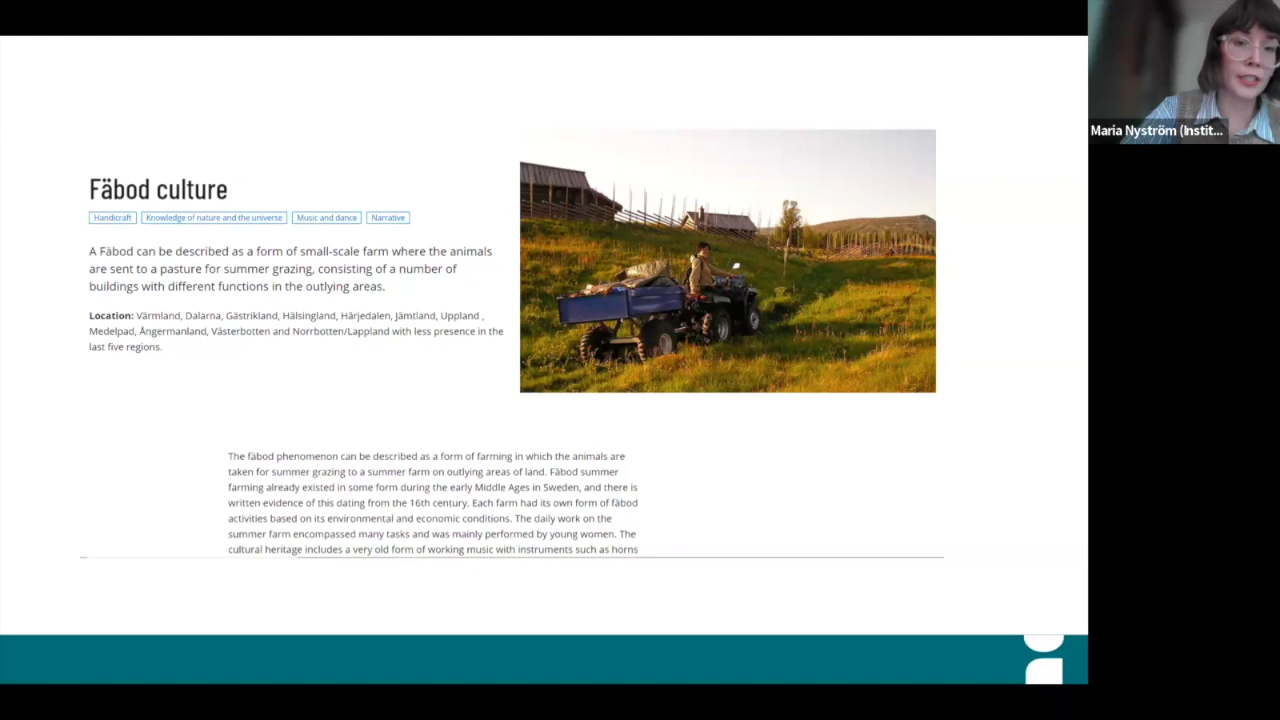 Fäbod culture
Handicraft Knowledge of nature and the universe Music and dance Narrative
A Fäbod can be described as a form of small-scale farm where the animals
are sent to a pasture for summer grazing, consisting of a number of
buildings with different functions in the outlying areas.
Location: Värmland, Dalarna, Gästrikland, Hälsingland, Härjedalen, Jämtland, Uppland ,
Medelpad, Ångermanland, Västerbotten and Norrbotten/Lappland with less presence in the
last five regions.
The fäbod phenomenon can be described as a form of farming in which the animals are
taken for summer grazing to a summer farm on outlying areas of land. Fäbod summer
farming already existed in some form during the early Middle Ages in Sweden, and there is
written evidence of this dating from the 16th century. Each farm had its own form of fäbod
activities based on its environmental and economic conditions. The daily work on the
summer farm encompassed many tasks and was mainly performed by young women. The
cultural heritage includes a very old form of working music with instruments such as horns
Maria Nyström (Instit...